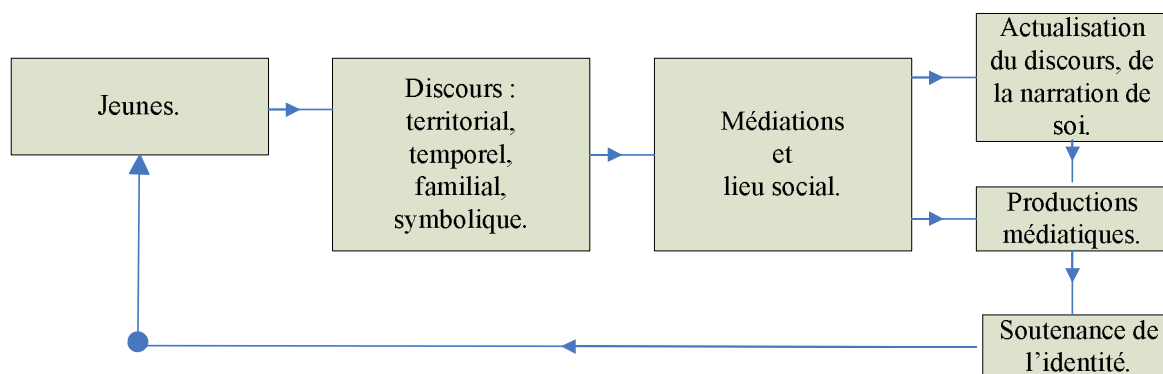 Jeunes.
Discours :
territorial,
temporel,
familial,
symbolique.
Médiations
et
lieu social.
Actualisation
du discours, de
la narration de
soi.
Productions
médiatiques.
Soutenance de
l’identité.